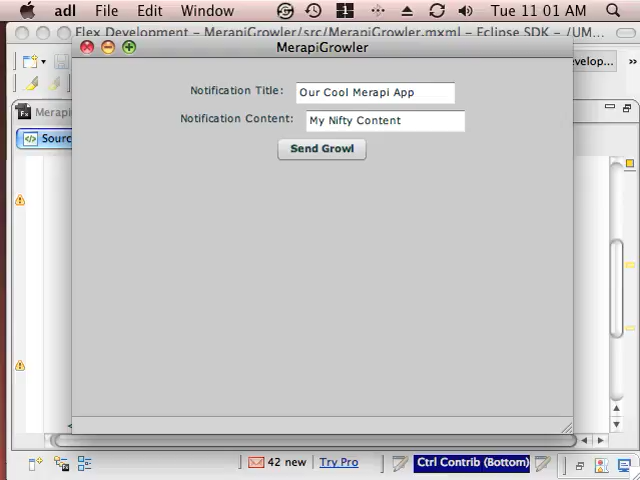 adl File Edit Window Tue 11 01 AM
Flex Development - MerapiGrowler/src/MerapiGrowler.mxml - Eclipse SDK - /UM...
MerapiGrowler
evelop...
Merapi
Sourc
Notification Title: Our Cool Merapi App
Notification Content: My Nifty Content
Send Growl
42 new Try Pro Ctrl Contrib (Bottom)